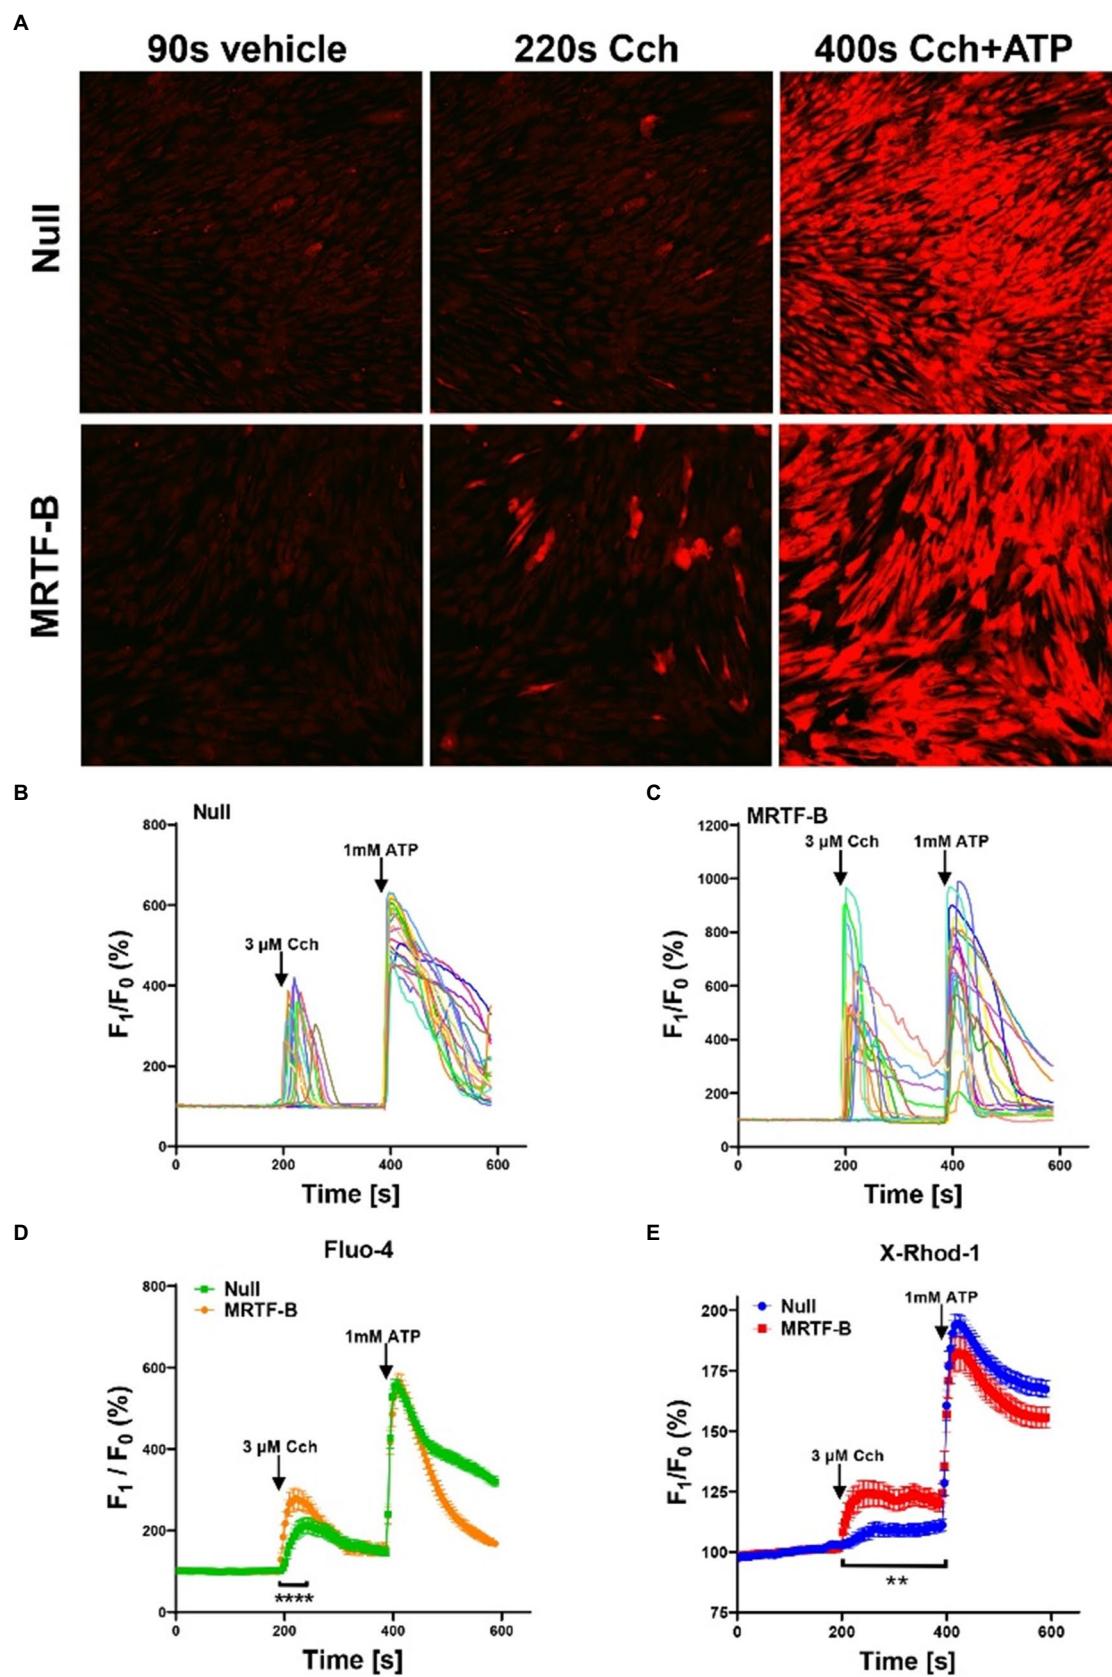 A
90s vehicle 220s Cch 400s Cch+ATP
Null
MRTF-B
B
Null
1mM ATP
3 µM Cch
800
600
400
200
0
F1/F0 (%)
0 200 400 600
Time [s]
C
MRTF-B
3 µM Cch 1mM ATP
1200
1000
800
600
400
200
0
F1/F0 (%)
0 200 400 600
Time [s]
D
Fluo-4
Null
MRTF-B
1mM ATP
3 µM Cch
800
600
400
200
0
F1 / F0 (%)
****
0 200 400 600
Time [s]
E
X-Rhod-1
1mM ATP
Null
MRTF-B
3 µM Cch
200
175
150
125
100
75
F1/F0 (%)
**
0 200 400 600
Time [s]